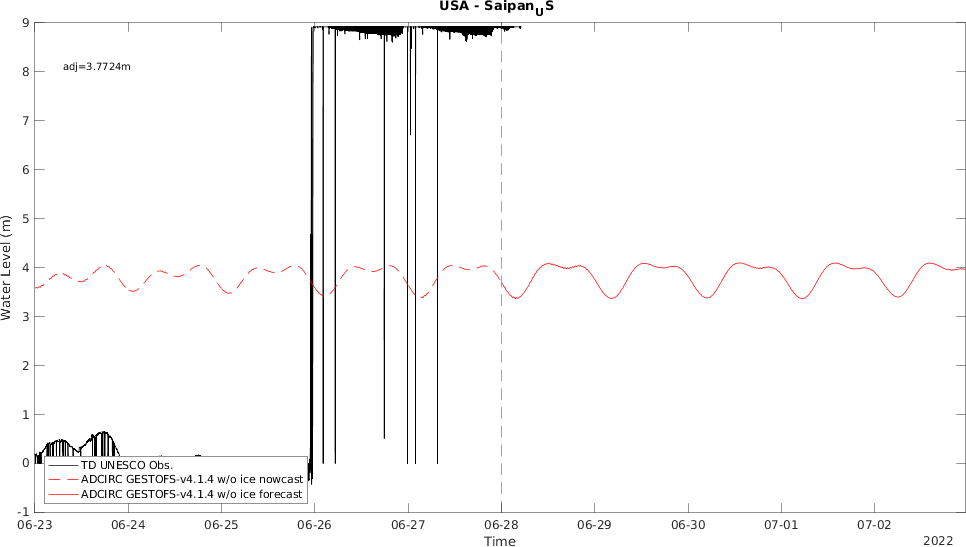 USA - SaipanUS
adj=3.7724m
Water Level (m)
9
8
7
6
5
4
3
2
1
0
-1
TD UNESCO Obs.
ADCIRC GESTOFS-v4.1.4 w/o ice nowcast
ADCIRC GESTOFS-v4.1.4 w/o ice forecast
06-23 06-24 06-25 06-26 06-27 06-28 06-29 06-30 07-01 07-02
Time
2022